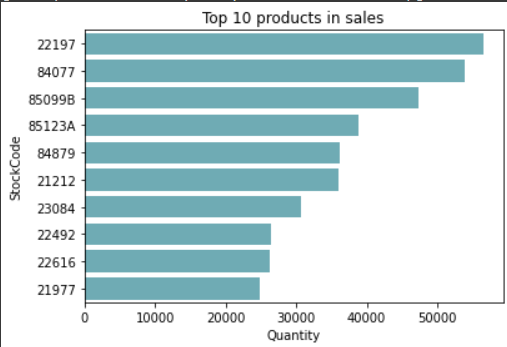 Top 10 products in sales
22197
84077
85099B
85123A
84879
21212
23084
22492
22616
21977
StockCode
0 10000 20000 30000 40000 50000
Quantity